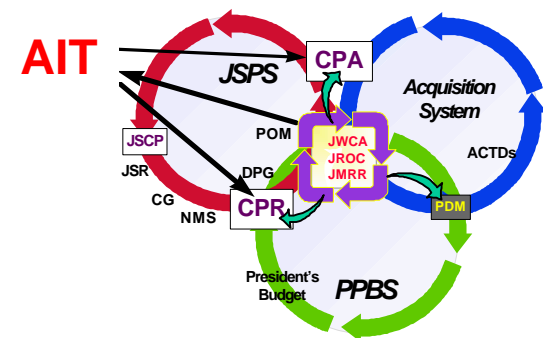 AIT
CPA
JSPS
Acquisition
System
JSCP
POM
JWCA
JROC
JMRR
ACTDs
JSR
DPG
CG
NMS
CPR
PDM
President's
Budget
PPBS